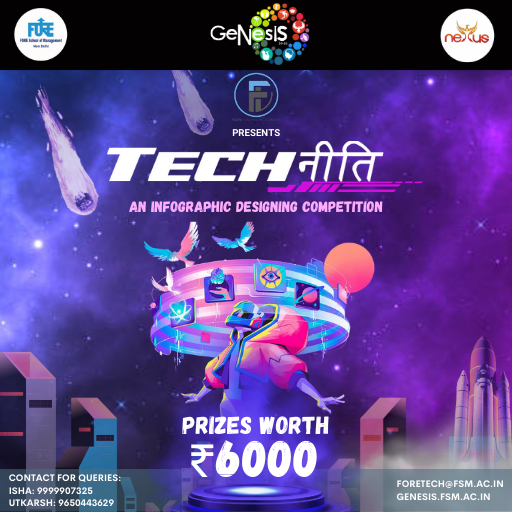 FORE
FORE School of Management
New Delhi
GeNesIS
neXus
PRESENTS
TECHनीति
AN INFOGRAPHIC DESIGNING COMPETITION
PRIZES WORTH
₹6000
CONTACT FOR QUERIES:
ISHA: 9999907325
UTKARSH: 9650443629
FORETECH@FSM.AC.IN
GENESIS.FSM.AC.IN